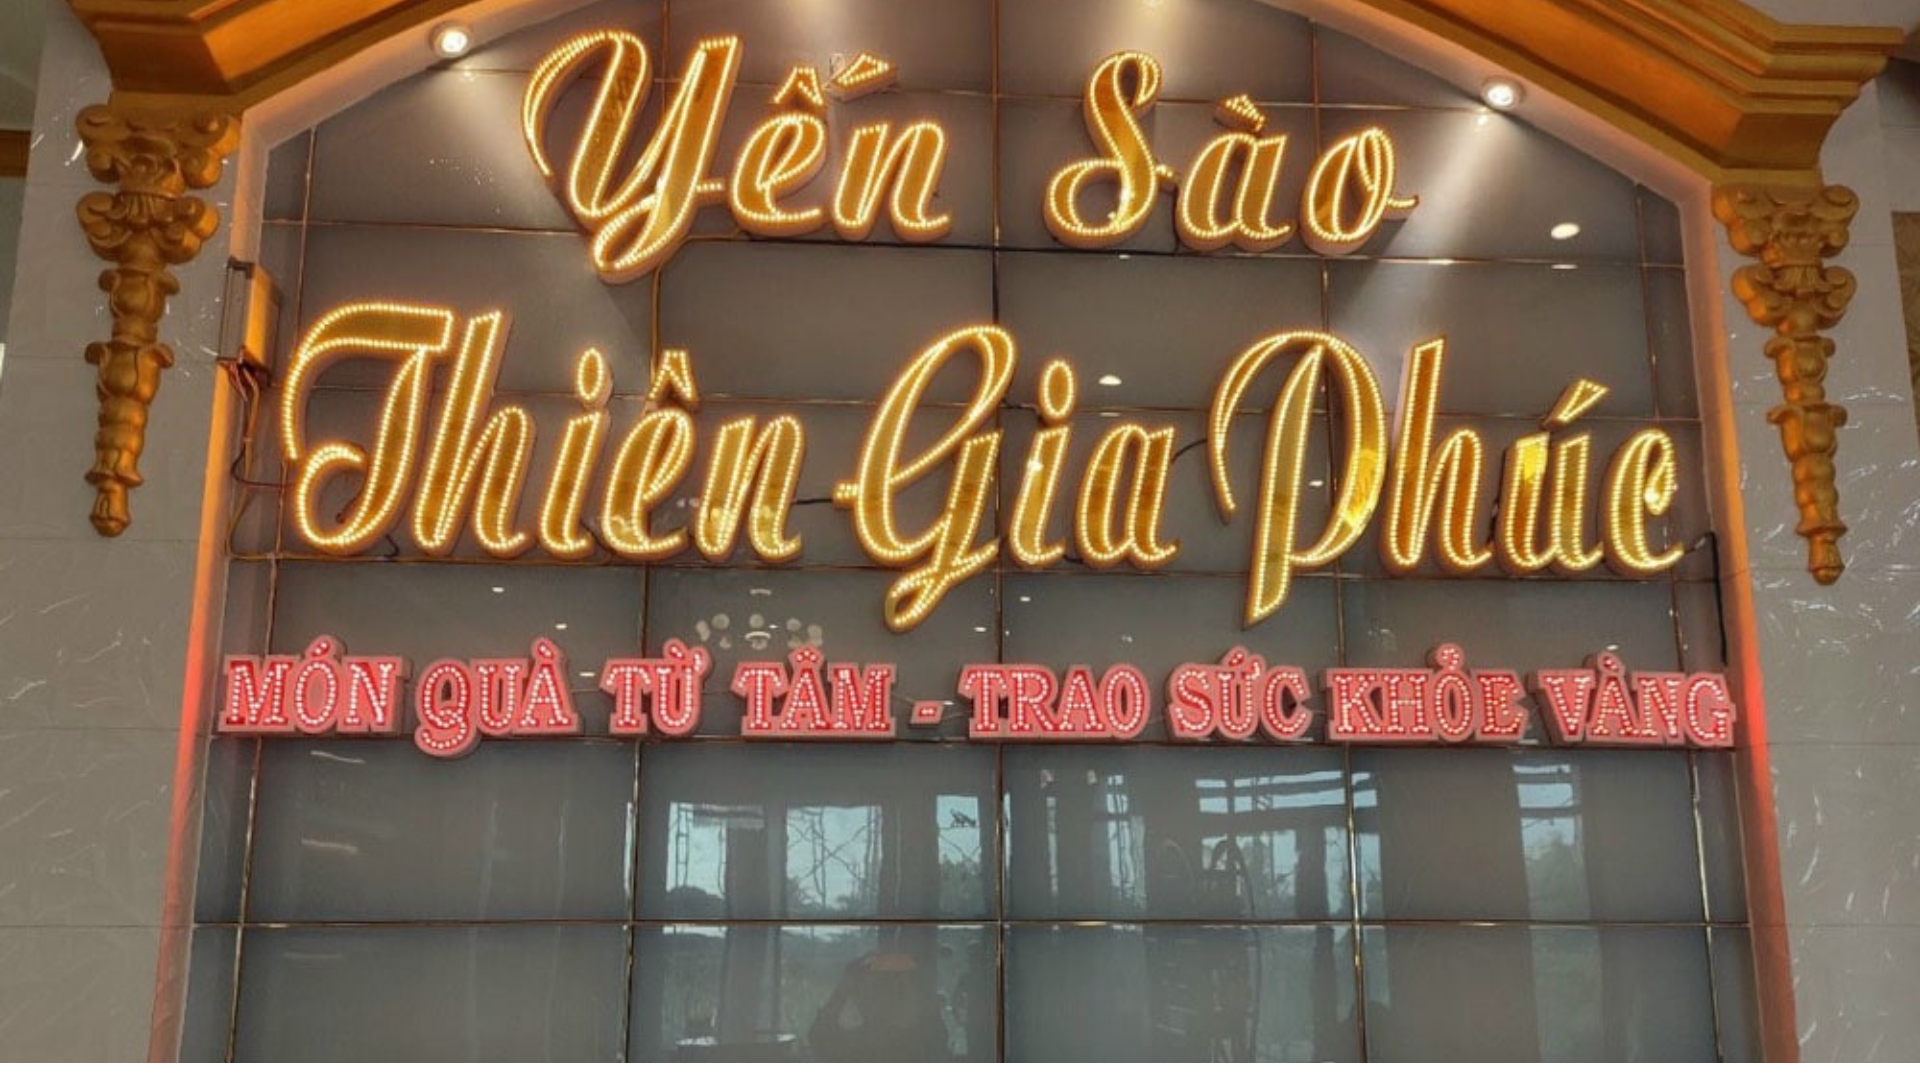 Yến Sào
Thiên Gia Phúc
MÓN QUÀ TỪ TÂM - TRAO SỨC KHỎE VÀNG